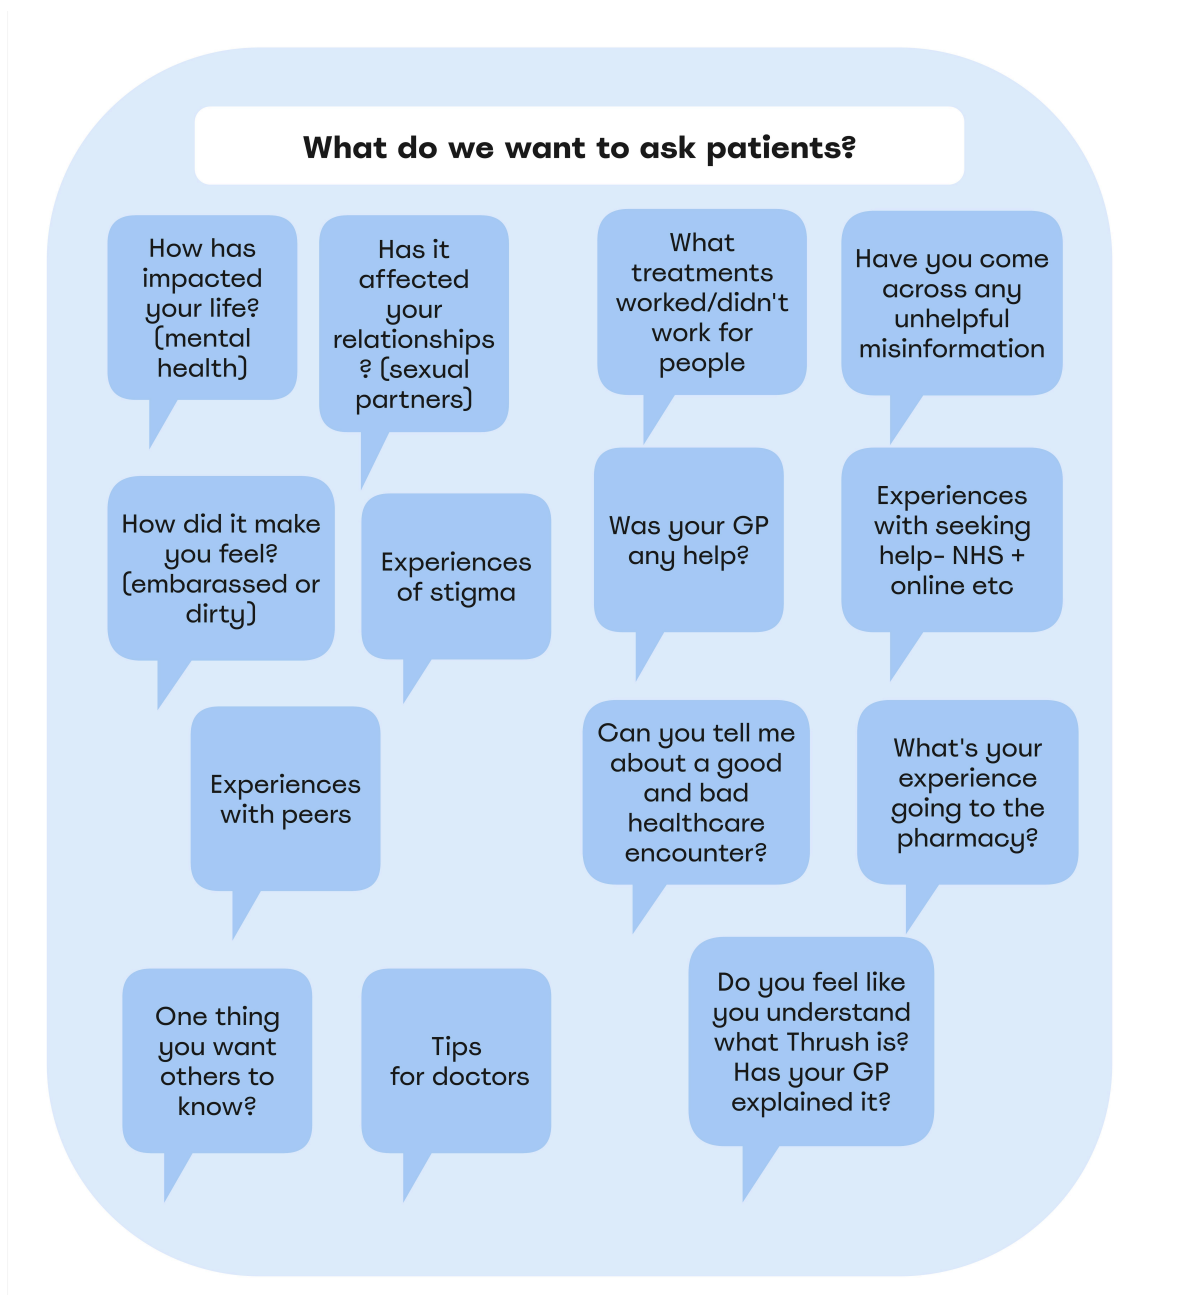 What do we want to ask patients?
How has
impacted
your life?
(mental
health)
Has it
affected
your
relationships
? (sexual
partners)
What
treatments
worked/didn't
work for
people
Have you come
across any
unhelpful
misinformation
How did it make
you feel?
(embarassed or
dirty)
Experiences
of stigma
Was your GP
any help?
Experiences
with seeking
help- NHS +
online etc
Experiences
with peers
Can you tell me
about a good
and bad
healthcare
encounter?
What's your
experience
going to the
pharmacy?
One thing
you want
others to
know?
Tips
for doctors
Do you feel like
you understand
what Thrush is?
Has your GP
explained it?